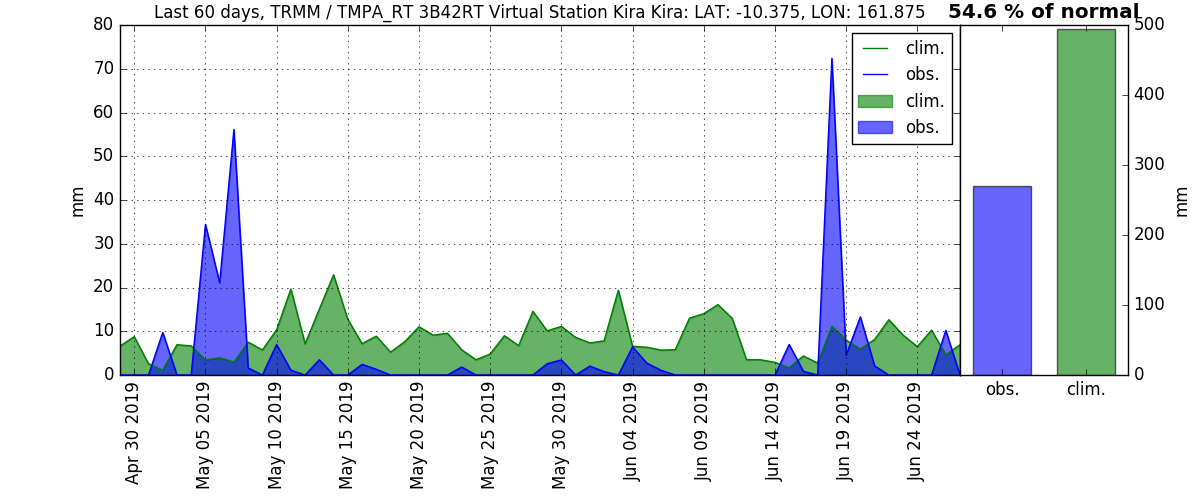 Last 60 days, TRMM / TMPA_RT 3B42RT Virtual Station Kira Kira: LAT: -10.375, LON: 161.875
54.6 % of normal
80
70
60
50
40
30
20
10
0
mm
clim.
obs.
clim.
obs.
500
400
300
200
100
0
mm
Apr 30 2019
May 05 2019
May 10 2019
May 15 2019
May 20 2019
May 25 2019
May 30 2019
Jun 04 2019
Jun 09 2019
Jun 14 2019
Jun 19 2019
Jun 24 2019
obs.
clim.